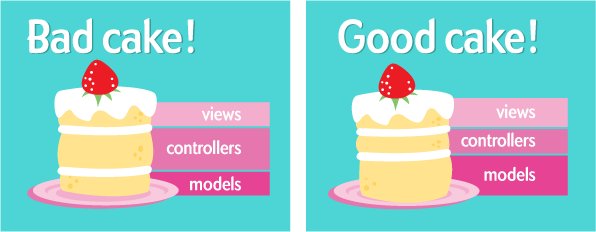 Bad cake!
views
controllers
models
Good cake!
views
controllers
models